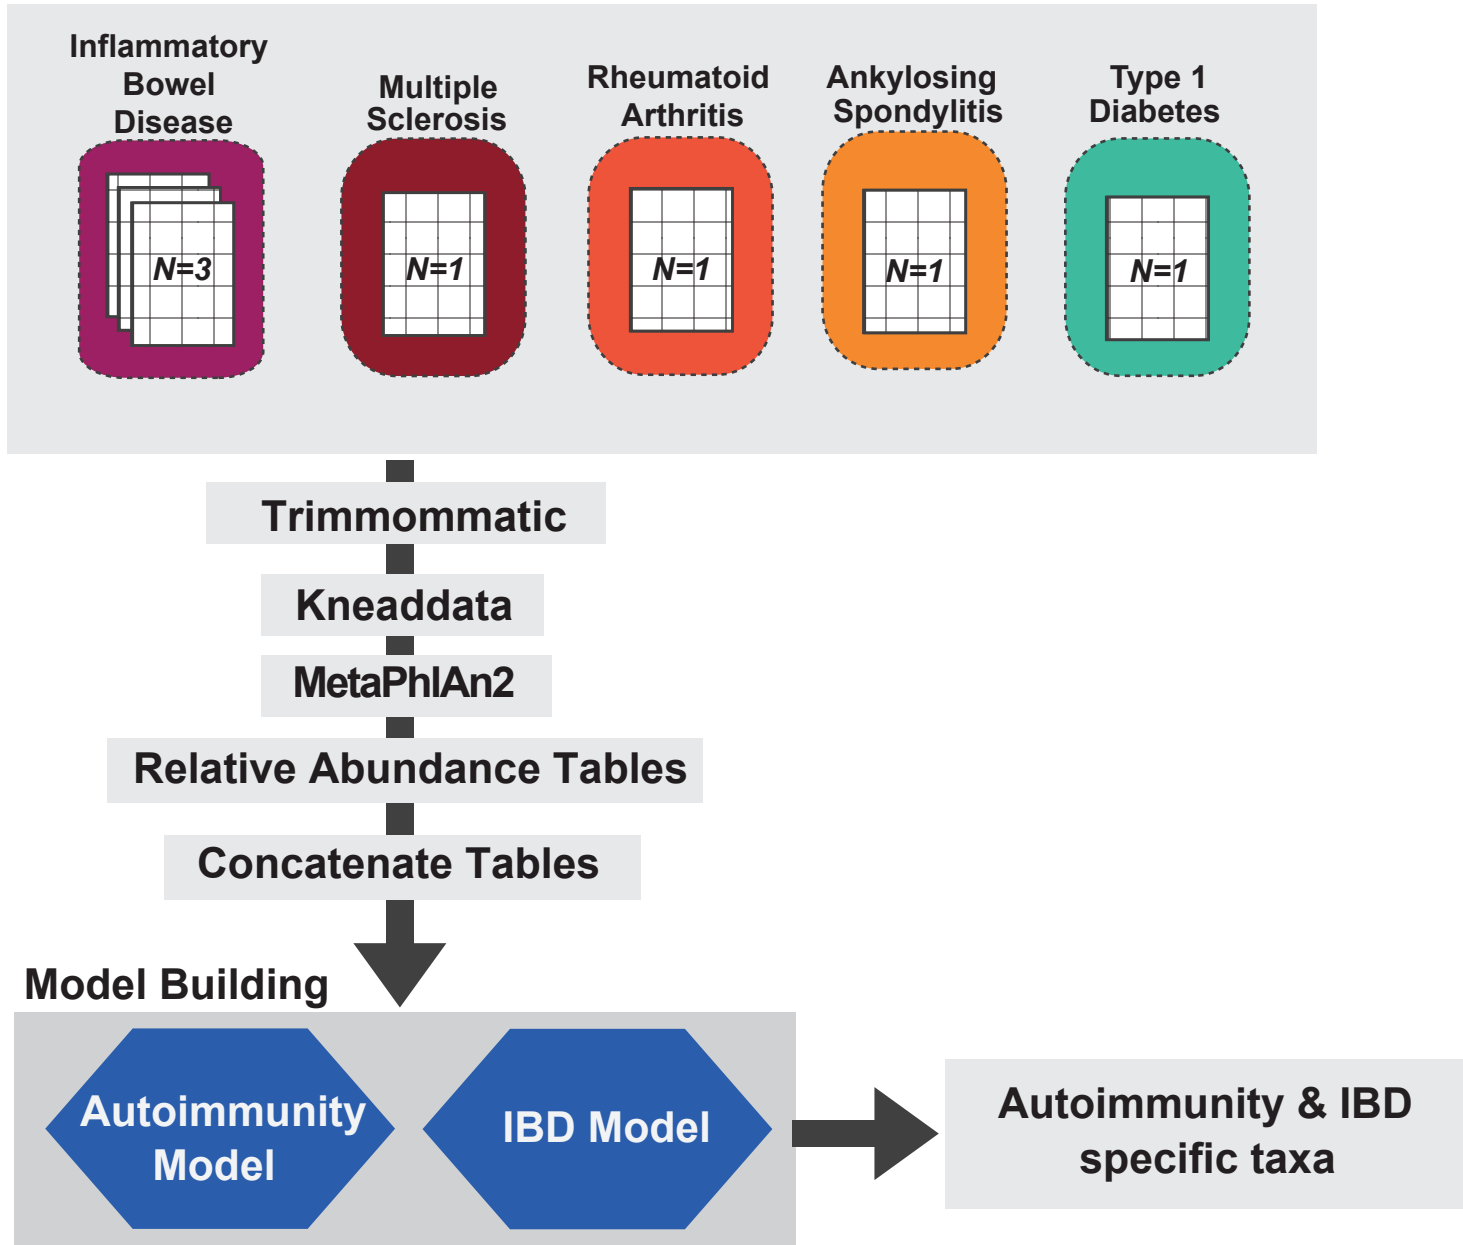 Inflammatory
Bowel
Disease
Multiple
Sclerosis
Rheumatoid
Arthritis
Ankylosing
Spondylitis
Type 1
Diabetes
N=3
N=1
N=1
N=1
N=1
Trimmommatic
Kneaddata
MetaPhlAn2
Relative Abundance Tables
Concatenate Tables
Model Building
Autoimmunity
Model
IBD Model
Autoimmunity & IBD
specific taxa